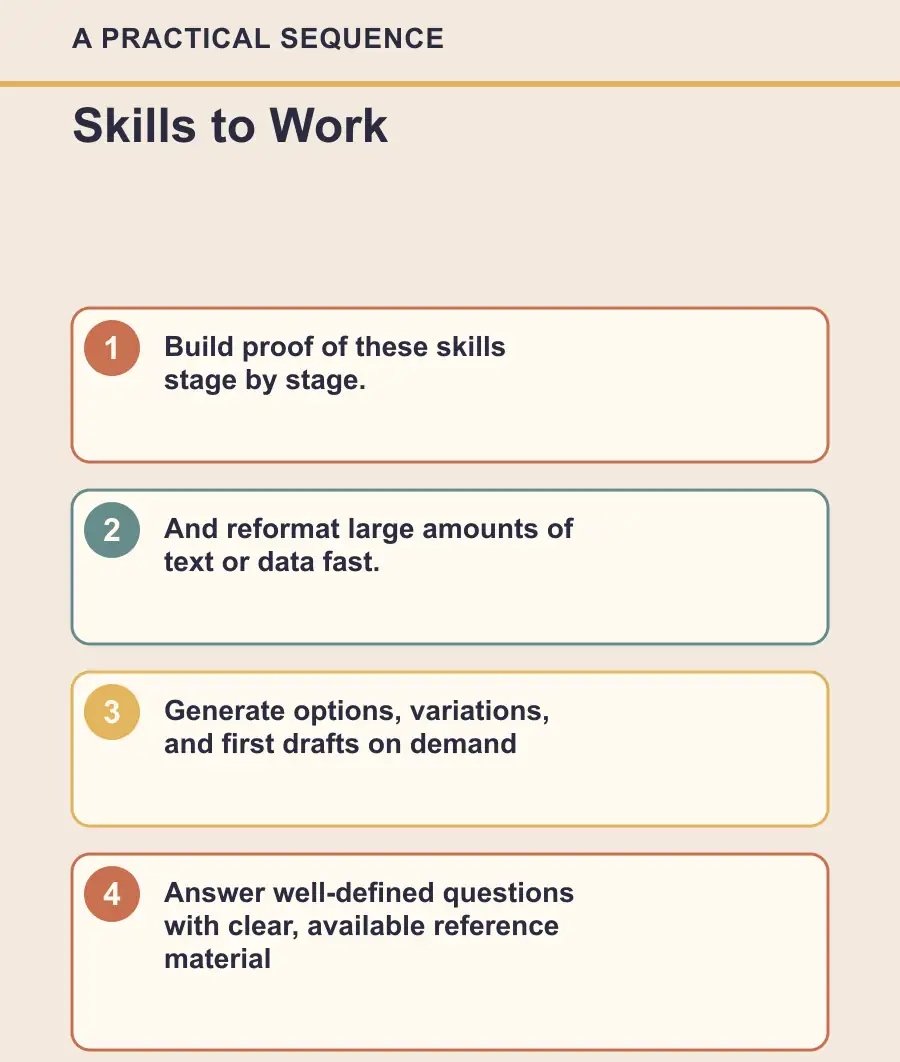 A PRACTICAL SEQUENCE
Skills to Work
1
Build proof of these skills
stage by stage.
2
And reformat large amounts of
text or data fast.
3
Generate options, variations,
and first drafts on demand
4
Answer well-defined questions
with clear, available reference
material